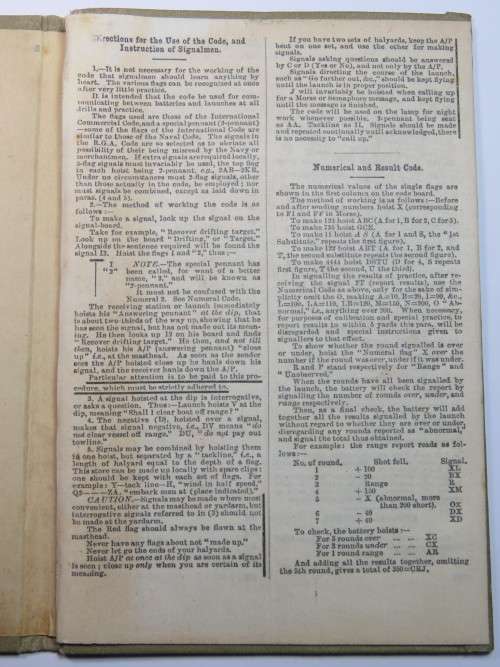 Directions for the Use of the Code, and
Instruction of Signalmen.
1.—It is not necessary for the working of the
code that signalmen should learn anything by
heart. The various flags can be recognised at once
after very little practice.
It is intended that the code be used for com-
municating between batteries and launches at all
drills and practice.
The flags used are those of the International
Commercial Code, and a special pennant (2-pennant)
—some of the flags of the International Code are
similar to those of the Naval Code. The signals in
the R.G.A. Code are so selected as to obviate all
possibility of their being misread by the Navy or
merchantmen. If extra signals are required locally,
3-flag signals must invariably be used, the top flag
in each hoist being 2-pennant, e.g., 2AB—2KR.
Under no circumstances must 2-flag signals, other
than those actually in the code, be employed; nor
must signals be combined, except as laid down in
paras. (4 and 5).
2.—The method of working the code is as
follows :—
To make a signal, look up the signal on the
signal-board.
Take for example, "Recover drifting target."
Look up on the board "Drifting," or "Target."
Alongside the sentence required will be found the
signal I2. Hoist the flags I and "2," thus :—
I
"2"
NOTE.—The special pennant has
been called, for want of a better
name, "2," and will be known as
"2-pennant."
It must not be confused with the
Numeral 2. See Numeral Code.
The receiving station or launch immediately
hoists his "Answering pennant" at the dip, that
is about two-thirds of the way up, showing that he
has seen the signal, but has not made out its mean-
ing. He then looks up I2 on his board and finds
"Recover drifting target." He then, and not till
then, hoists his A/P (answering pennant) "close
up" i.e., at the masthead. As soon as the sender
sees the A/P hoisted close up he hauls down his
signal, and the receiver hauls down the A/P.
Particular attention is to be paid to this pro-
cedure, which must be strictly adhered to.
3. A signal hoisted at the dip is interrogative,
or asks a question. Thus:—Launch hoists V at the
dip, meaning "Shall I clear boat off range?"
4. The negative (D), hoisted over a signal,
makes that signal negative, i.e., DV means "do
not clear vessel off range." DU, "do not pay out
towline."
5. Signals may be combined by hoisting them
in one hoist, but separated by a "tackline," i.e., a
length of halyard equal to the depth of a flag.
This store can be made up locally with spare clips:
one should be kept with each set of flags. For
example: Y—tack line—H, "wind in half speed."
CAUTION.—Signals may be made where most
convenient, either at the masthead or yardarm, but
interrogative signals referred to in (3) should not
be made at the yardarm.
The Red flag should always be flown at the
masthead.
Never have any flags about not "made up."
Never let go the ends of your halyards.
Hoist A/P at once at the dip as soon as a signal
is seen; close up only when you are certain of its
meaning.
If you have two sets of halyards, keep the A/P
bent on one set, and use the other for making
signals.
Signals asking questions should be answered
by C or D (Yes or No), and not only by the A/P.
Signals directing the course of the launch,
such as "Go further out, &c.," should be kept flying
until the launch is in proper position.
J will invariably be hoisted when calling up
for a Morse or Semaphore message, and kept flying
until the message is finished.
The code will be used on the lamp for night
work whenever possible, 2-pennant being sent
as AA. Tackline as II. Signals should be made
and repeated continually until acknowledged, there
is no necessity to "call up."
Numerical and Result Code.
The numerical values of the single flags are
shown in the first column on the code board.
The method of working is as follows :—Before
and after sending numbers hoist X (corresponding
to FI and FF in Morse).
To make 123 hoist ABC (A for 1, B for 2, C for 3).
To make 735 hoist GCE.
To make 11 hoist A S (A for 1 and S, the "1st
Substitute," repeats the first figure).
To make 122 hoist ABT (A for 1, B for 2, and
T, the second substitute repeats the second figure).
To make 4444 hoist DSTU (D for 4, S repeats
first figure, T the second, U the third).
In signalling the results of practice, after re-
ceiving the signal PT (report results), use the
Numerical Code as above, only for the sake of sim-
plicity omit the 0, making A=10, B=20, I=90, &c.,
"Ab-
normal," i.e., anything over 200. When necessary,
for purposes of calibration and special practice, to
report results to within 5 yards this para. will be
disregarded and special instructions given to
signallers to that effect.
To show whether the round signalled is over
or under, hoist the "Numeral flag" X over the
number if the round was over, under if it was under.
R and P stand respectively for "Range" and
"Unobserved."
When the rounds have all been signalled by
the launch, the battery will check the report by
signalling the number of rounds over, under, and
range respectively.
Then, as a final check, the battery will add
together all the results signalled by the launch
without regard to whether they are over or under,
disregarding any rounds reported as "abnormal,"
and signal the total thus obtained.
For example: the range report reads as fol-
lows :—
No. of round. Shot fell. Signal.
1 + 100 XL
2 - 20 BX
3 Range R
4 + 150 XM
5 - X (abnormal, more
than 200 short). OX
6 - 40 DX
7 + 40 XD
To check, the battery hoists :—
For 3 rounds over ... ... XC
For 3 rounds under ... ... CX
For 1 round range ... ... AR
And adding all the results together, omitting
the 5th round, gives a total of 350=CEJ.